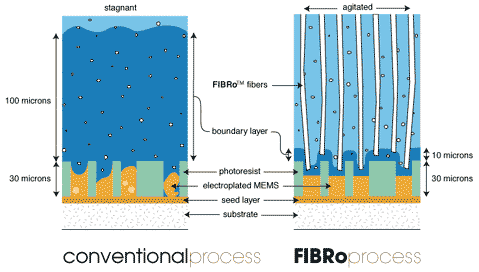 stagnant
agitated
FIBRo™ fibers
100 microns
boundary layer
10 microns
30 microns
photoresist
electroplated MEMS
30 microns
seed layer
substrate
conventionalprocess
FIBRoprocess